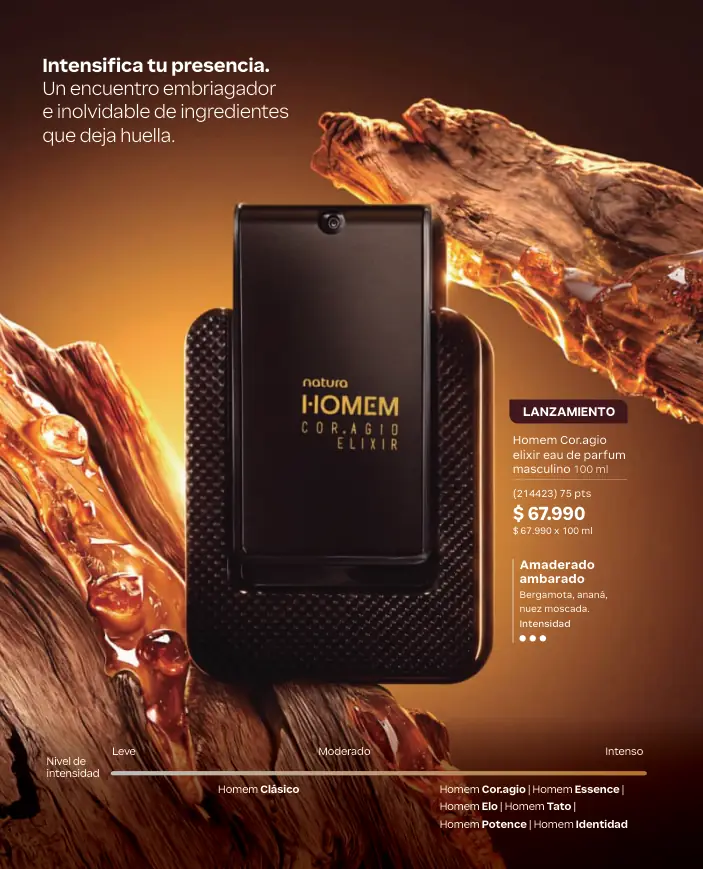 Intensifica tu presencia.
Un encuentro embriagador
e inolvidable de ingredientes
que deja huella.
natura
HOMEM
COR.AGIO
ELIXIR
LANZAMIENTO
Homem Cor.agio
elixir eau de parfum
masculino 100 ml
(214423) 75 pts
$ 67.990
$ 67.990 x 100 ml
Amaderado
ambarado
Bergamota, ananá,
nuez moscada.
Intensidad
Nivel de
intensidad
Leve
Moderado
Intenso
Homem Clásico
Homem Cor.agio | Homem Essence |
Homem Elo | Homem Tato |
Homem Potence | Homem Identidad